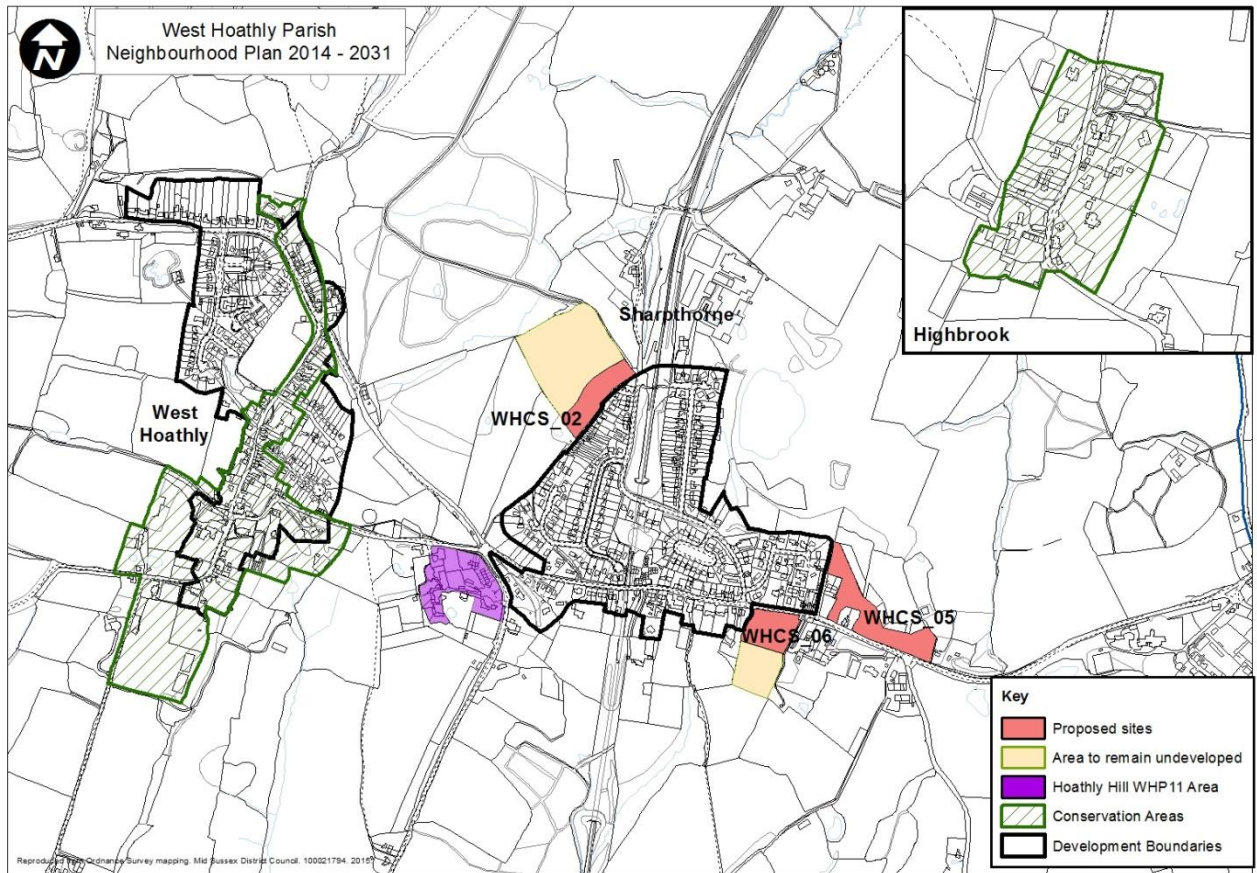 N
West Hoathly Parish
Neighbourhood Plan 2014 - 2031
Highbrook
Sharpthorne
WHCS_02
West
Hoathly
WHCS_05
WHCS_06
Key
Proposed sites
Area to remain undeveloped
Hoathly Hill WHP11 Area
Conservation Areas
Development Boundaries
Reproduced from Ordnance Survey mapping. Mid Sussex District Council. 100021794. 2015